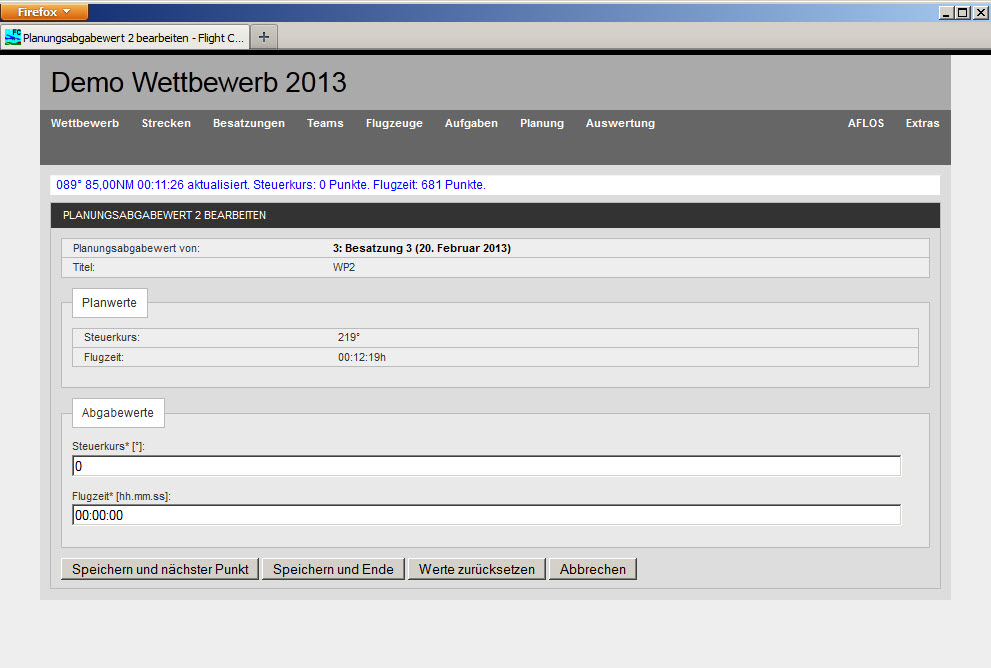 Firefox
Planungsabgabewert 2 bearbeiten - Flight C...
Demo Wettbewerb 2013
Wettbewerb Strecken Besatzungen Teams Flugzeuge Aufgaben Planung Auswertung AFLOS Extras
089° 85,00NM 00:11:26 aktualisiert. Steuerkurs: 0 Punkte. Flugzeit: 681 Punkte.
PLANUNGSABGABEWERT 2 BEARBEITEN
Planungsabgabewert von: 3: Besatzung 3 (20. Februar 2013)
Titel: WP2
Planwerte
Steuerkurs: 219°
Flugzeit: 00:12:19h
Abgabewerte
Steuerkurs* [°]:
0
Flugzeit* [hh.mm.ss]:
00:00:00
Speichern und nächster Punkt Speichern und Ende Werte zurücksetzen Abbrechen